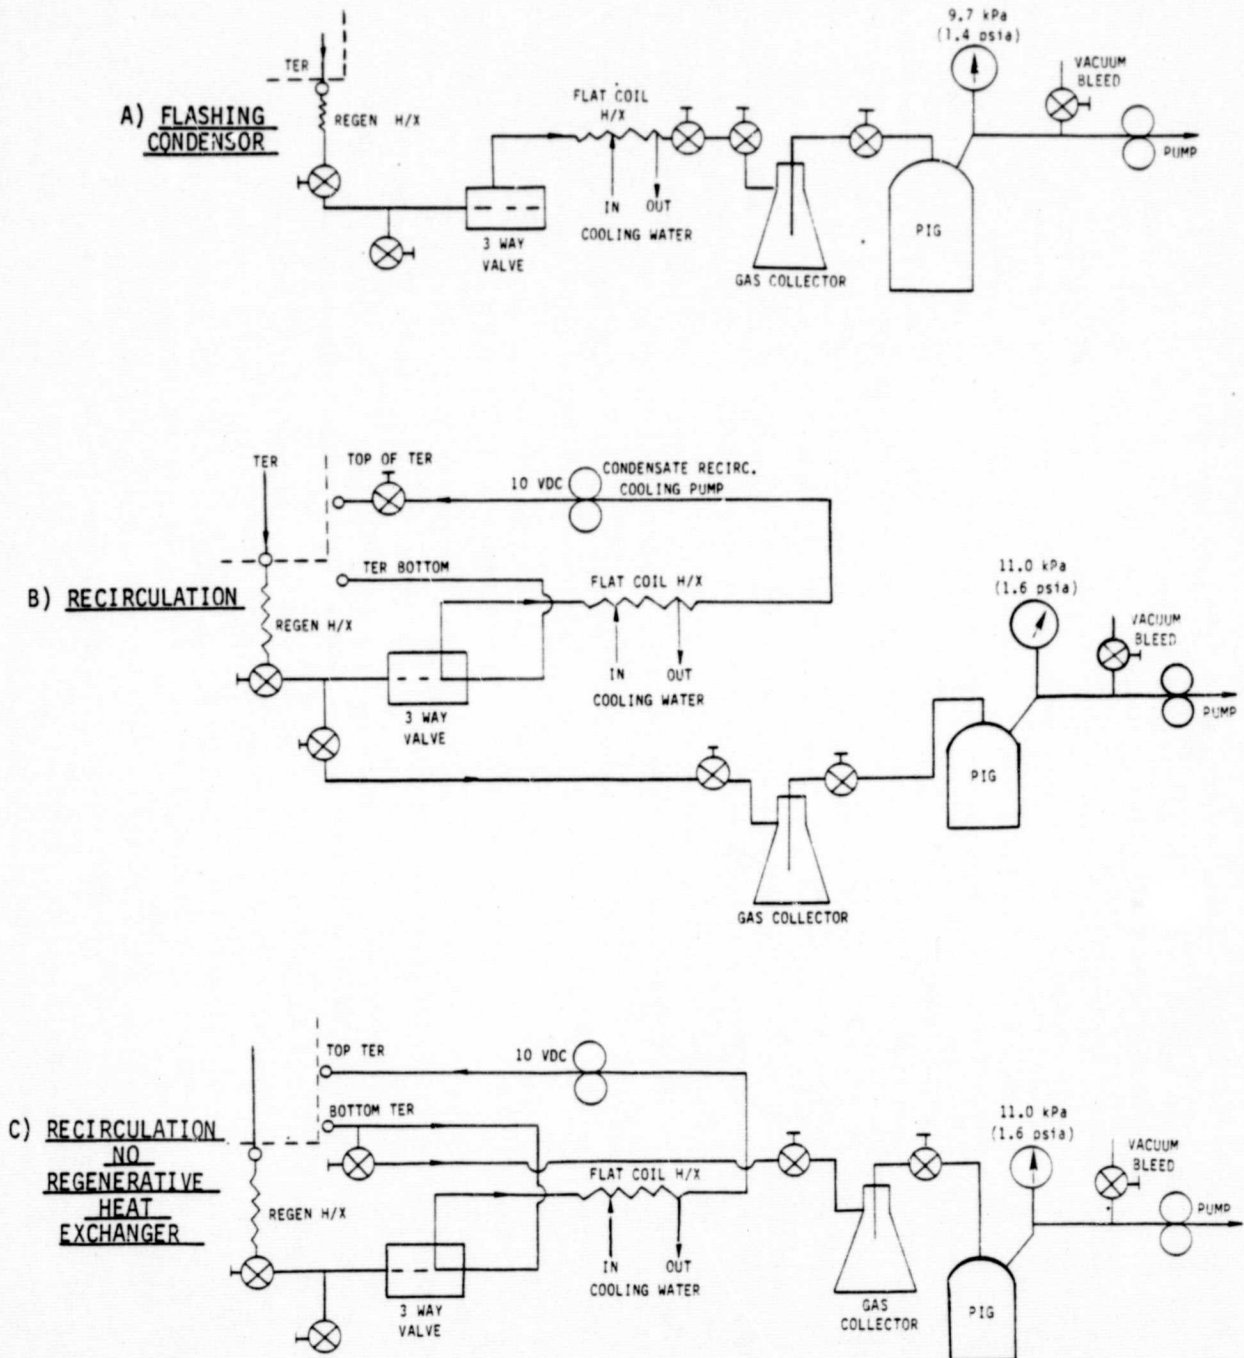 9.7 kPa
(1.4 psia)
TER
VACUUM
BLEED
FLAT COIL
H/X
A) FLASHING
CONDENSOR
REGEN H/X
PUMP
IN OUT
COOLING WATER
3 WAY
VALVE
PIG
GAS COLLECTOR
TER
TOP OF TER
10 VDC
CONDENSATE RECIRC.
COOLING PUMP
TER BOTTOM
FLAT COIL H/X
11.0 kPa
(1.6 psia)
B) RECIRCULATION
REGEN H/X
VACUUM
BLEED
IN OUT
COOLING WATER
3 WAY
VALVE
PUMP
PIG
GAS COLLECTOR
TOP TER
10 VDC
BOTTOM TER
11.0 kPa
(1.6 psia)
C) RECIRCULATION
NO
REGENERATIVE
HEAT
EXCHANGER
VACUUM
BLEED
FLAT COIL H/X
REGEN H/X
PUMP
IN OUT
COOLING WATER
3 WAY
VALVE
GAS
COLLECTOR
PIG